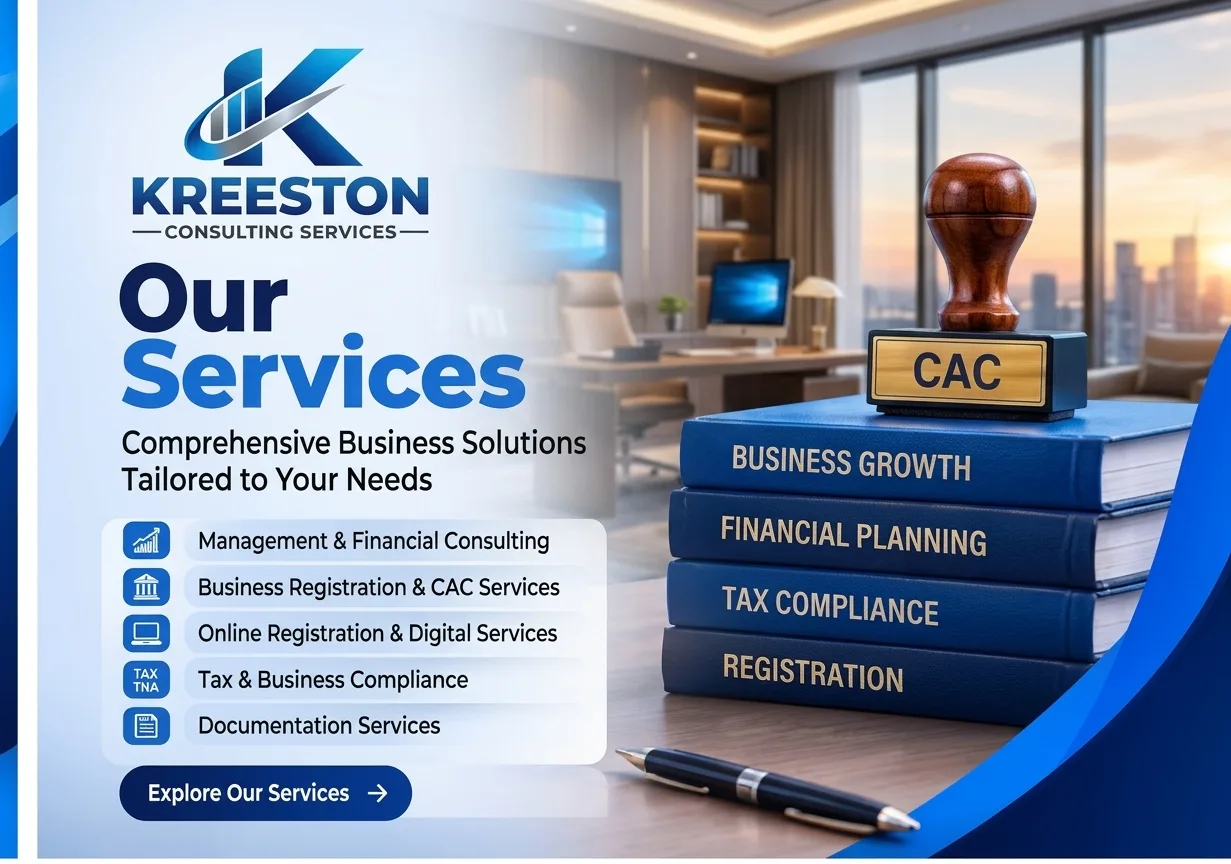 KREESTON
CONSULTING SERVICES
Our
Services
Comprehensive Business Solutions
Tailored to Your Needs
Management & Financial Consulting
Business Registration & CAC Services
Online Registration & Digital Services
TAX
TNA
Tax & Business Compliance
Documentation Services
Explore Our Services
CAC
BUSINESS GROWTH
FINANCIAL PLANNING
TAX COMPLIANCE
REGISTRATION